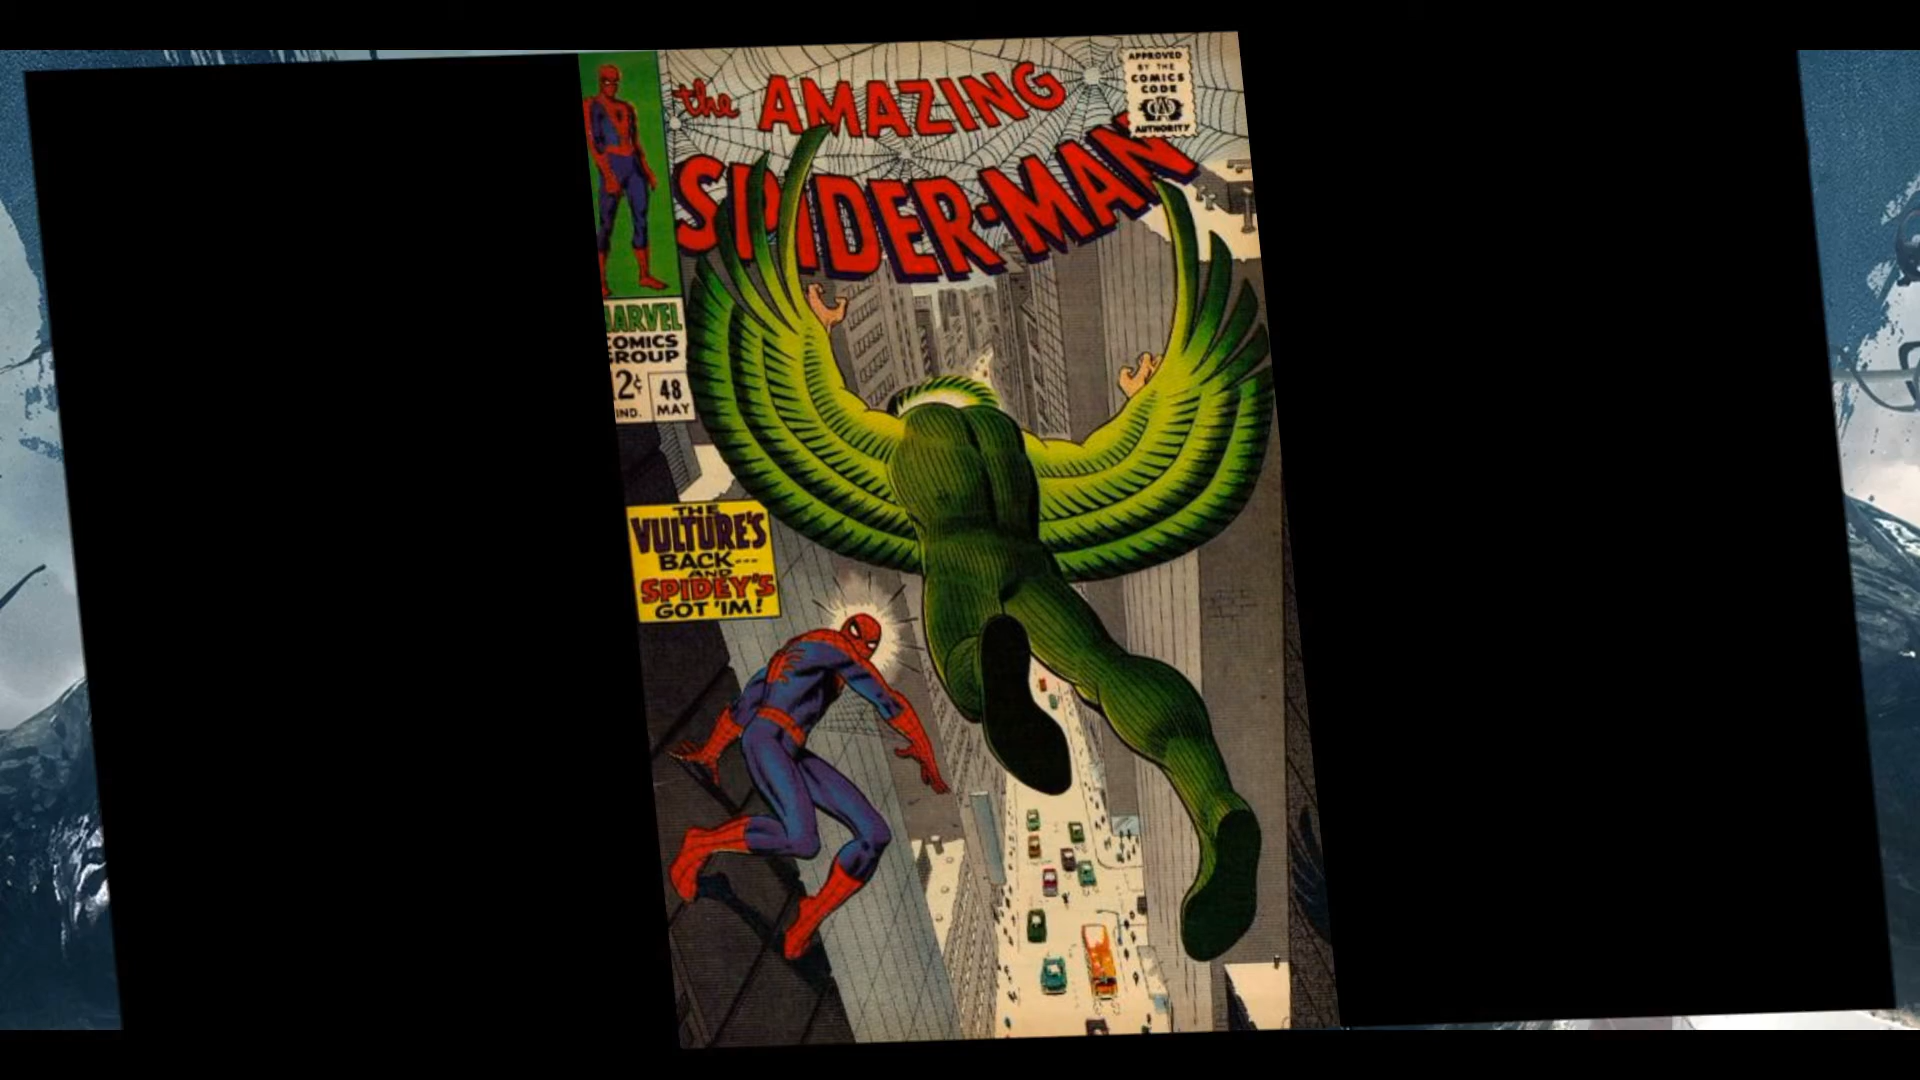 the AMAZING
SPIDER-MAN
APPROVED
BY THE
COMICS
CODE
CA
AUTHORITY
MARVEL
COMICS
GROUP
12¢
IND.
48
MAY
THE
VULTURE'S
BACK---
AND
SPIDEY'S
GOT 'IM!